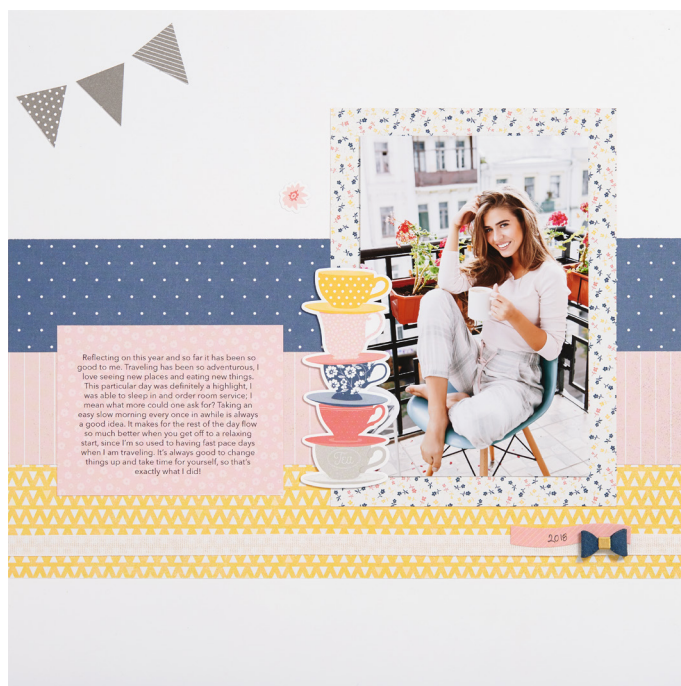 Reflecting on this year and so far it has been so
good to me. Traveling has been so adventurous, I
love seeing new places and eating new things.
This particular day was definitely a highlight, I
was able to sleep in and order room service; I
mean what more could one ask for? Taking an
easy slow morning every once in awhile is always
a good idea. It makes for the rest of the day flow
so much better when you get off to a relaxing
start, since I'm so used to having fast pace days
when I am traveling. It's always good to change
things up and take time for yourself, so that's
exactly what I did!
2018